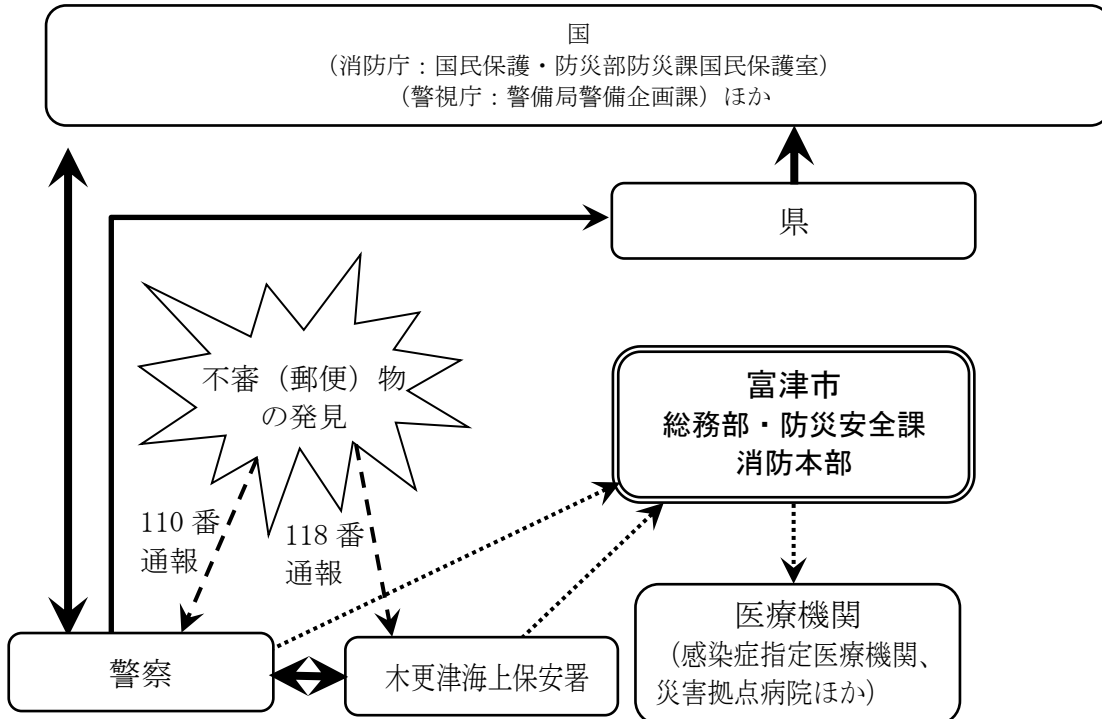 国
（消防庁：国民保護・防災部防災課国民保護室）
（警視庁：警備局警備企画課）ほか
県
不審（郵便）物
の発見
富津市
総務部・防災安全課
消防本部
110 番
通報
118 番
通報
医療機関
（感染症指定医療機関、
災害拠点病院ほか）
警察
木更津海上保安署